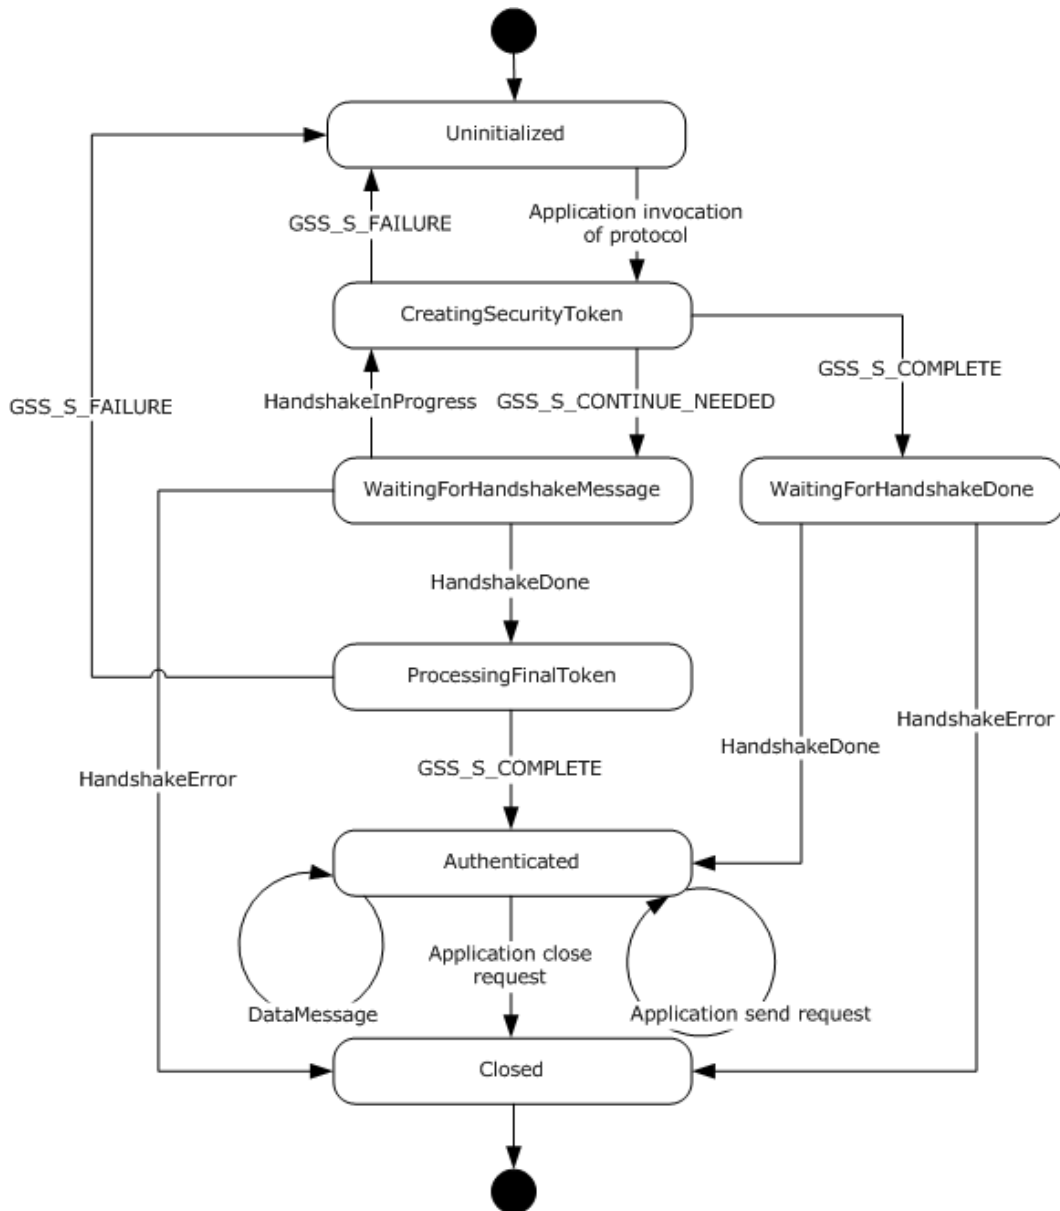 Uninitialized
GSS_S_FAILURE
Application invocation
of protocol
CreatingSecurityToken
GSS_S_COMPLETE
GSS_S_FAILURE
HandshakeInProgress
GSS_S_CONTINUE_NEEDED
WaitingForHandshakeMessage
WaitingForHandshakeDone
HandshakeDone
ProcessingFinalToken
HandshakeError
HandshakeDone
GSS_S_COMPLETE
HandshakeError
Authenticated
Application close
request
DataMessage
Application send request
Closed